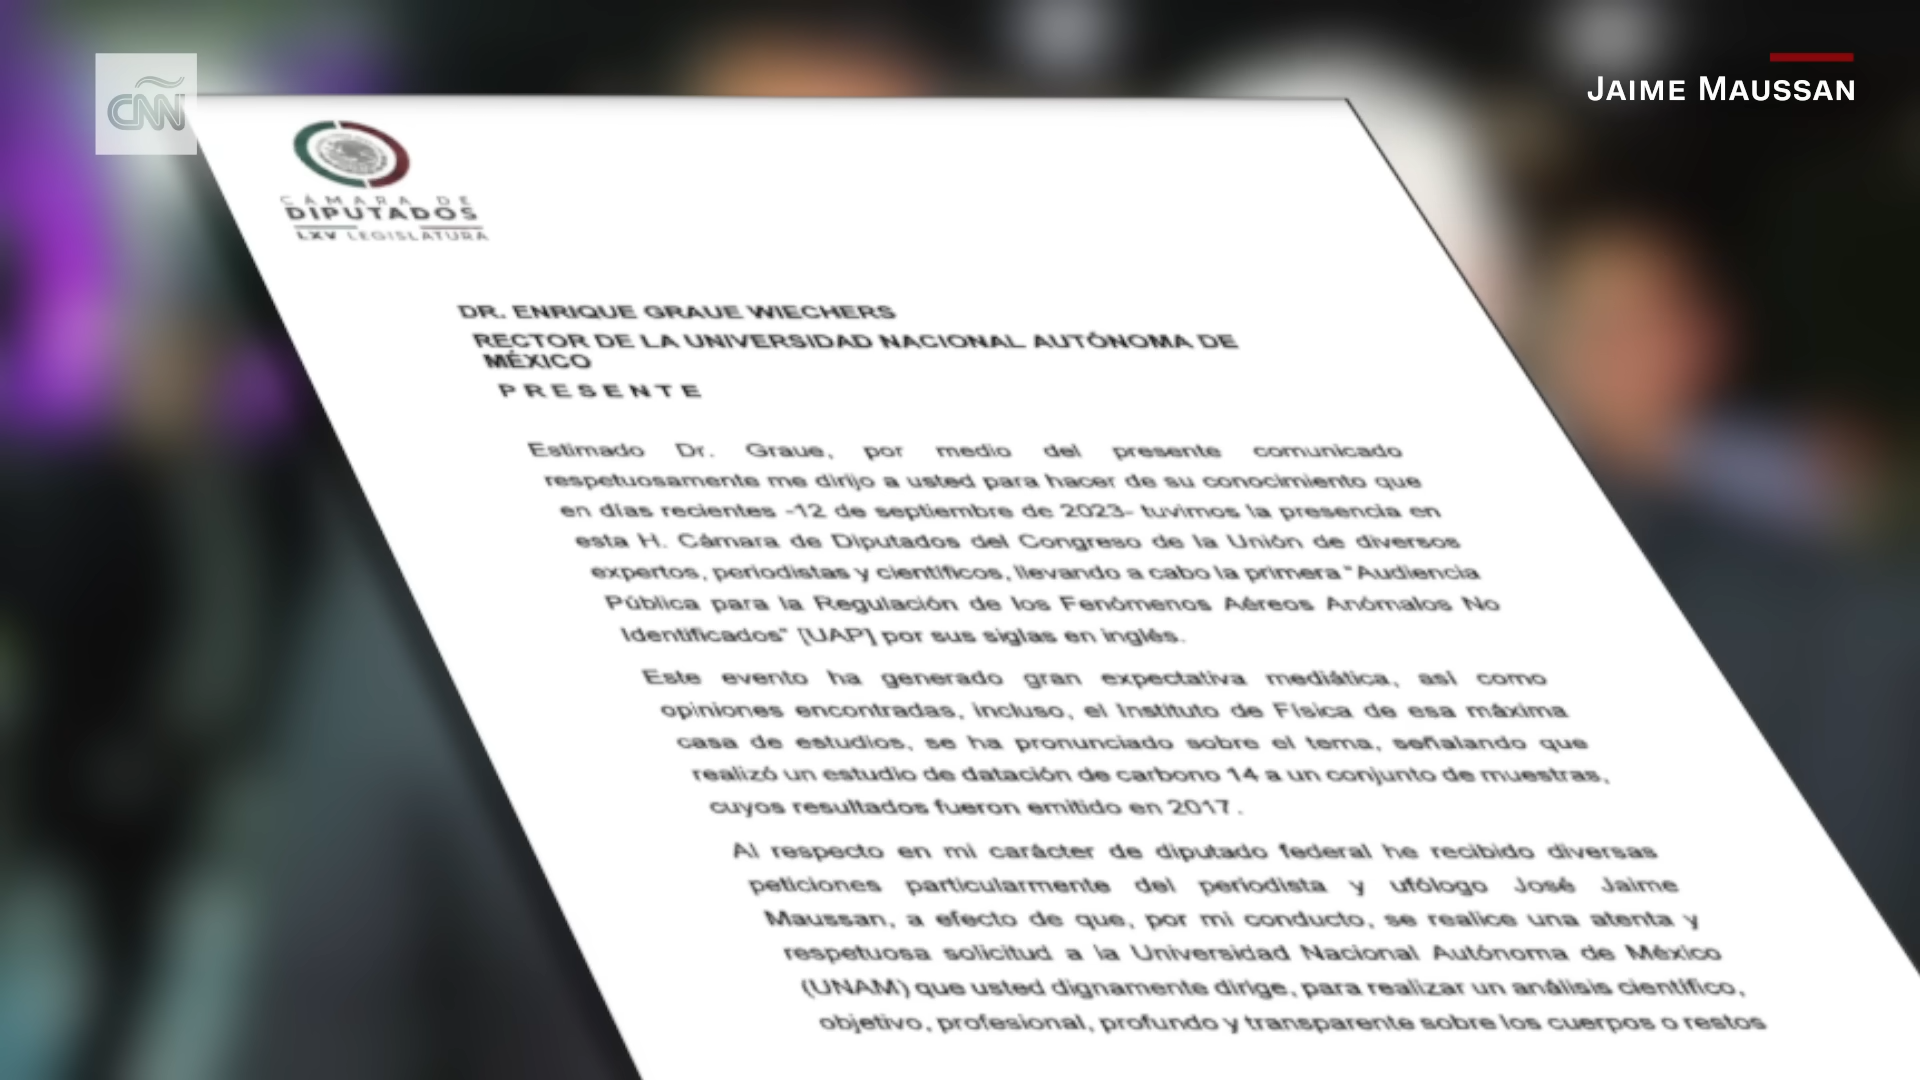 CNN
JAIME MAUSSAN
CÁMARA DE
DIPUTADOS
LXV LEGISLATURA
DR. ENRIQUE GRAUE WIECHERS
RECTOR DE LA UNIVERSIDAD NACIONAL AUTÓNOMA DE
MÉXICO
P R E S E N T E
Estimado Dr. Graue, por medio del presente comunicado
respetuosamente me dirijo a usted para hacer de su conocimiento que
en días recientes -12 de septiembre de 2023- tuvimos la presencia en
esta H. Cámara de Diputados del Congreso de la Unión de diversos
expertos, periodistas y científicos, llevando a cabo la primera "Audiencia
Pública para la Regulación de los Fenómenos Aéreos Anómalos No
Identificados" [UAP] por sus siglas en inglés.
Este evento ha generado gran expectativa mediática, así como
opiniones encontradas, incluso, el Instituto de Física de esa máxima
casa de estudios, se ha pronunciado sobre el tema, señalando que
realizó un estudio de datación de carbono 14 a un conjunto de muestras,
cuyos resultados fueron emitido en 2017.
Al respecto en mi carácter de diputado federal he recibido diversas
peticiones particularmente del periodista y ufólogo José Jaime
Maussan, a efecto de que, por mi conducto, se realice una atenta y
respetuosa solicitud a la Universidad Nacional Autónoma de México
(UNAM) que usted dignamente dirige, para realizar un análisis científico,
objetivo, profesional, profundo y transparente sobre los cuerpos o restos